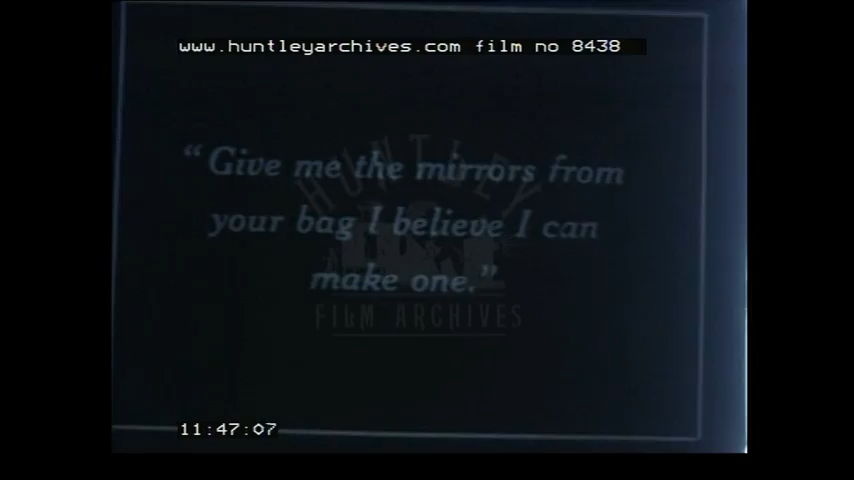 www.huntleyarchives.com film no 8438
“Give me the mirrors from
your bag I believe I can
make one.”
HUNTLEY
FILM ARCHIVES
11:47:07